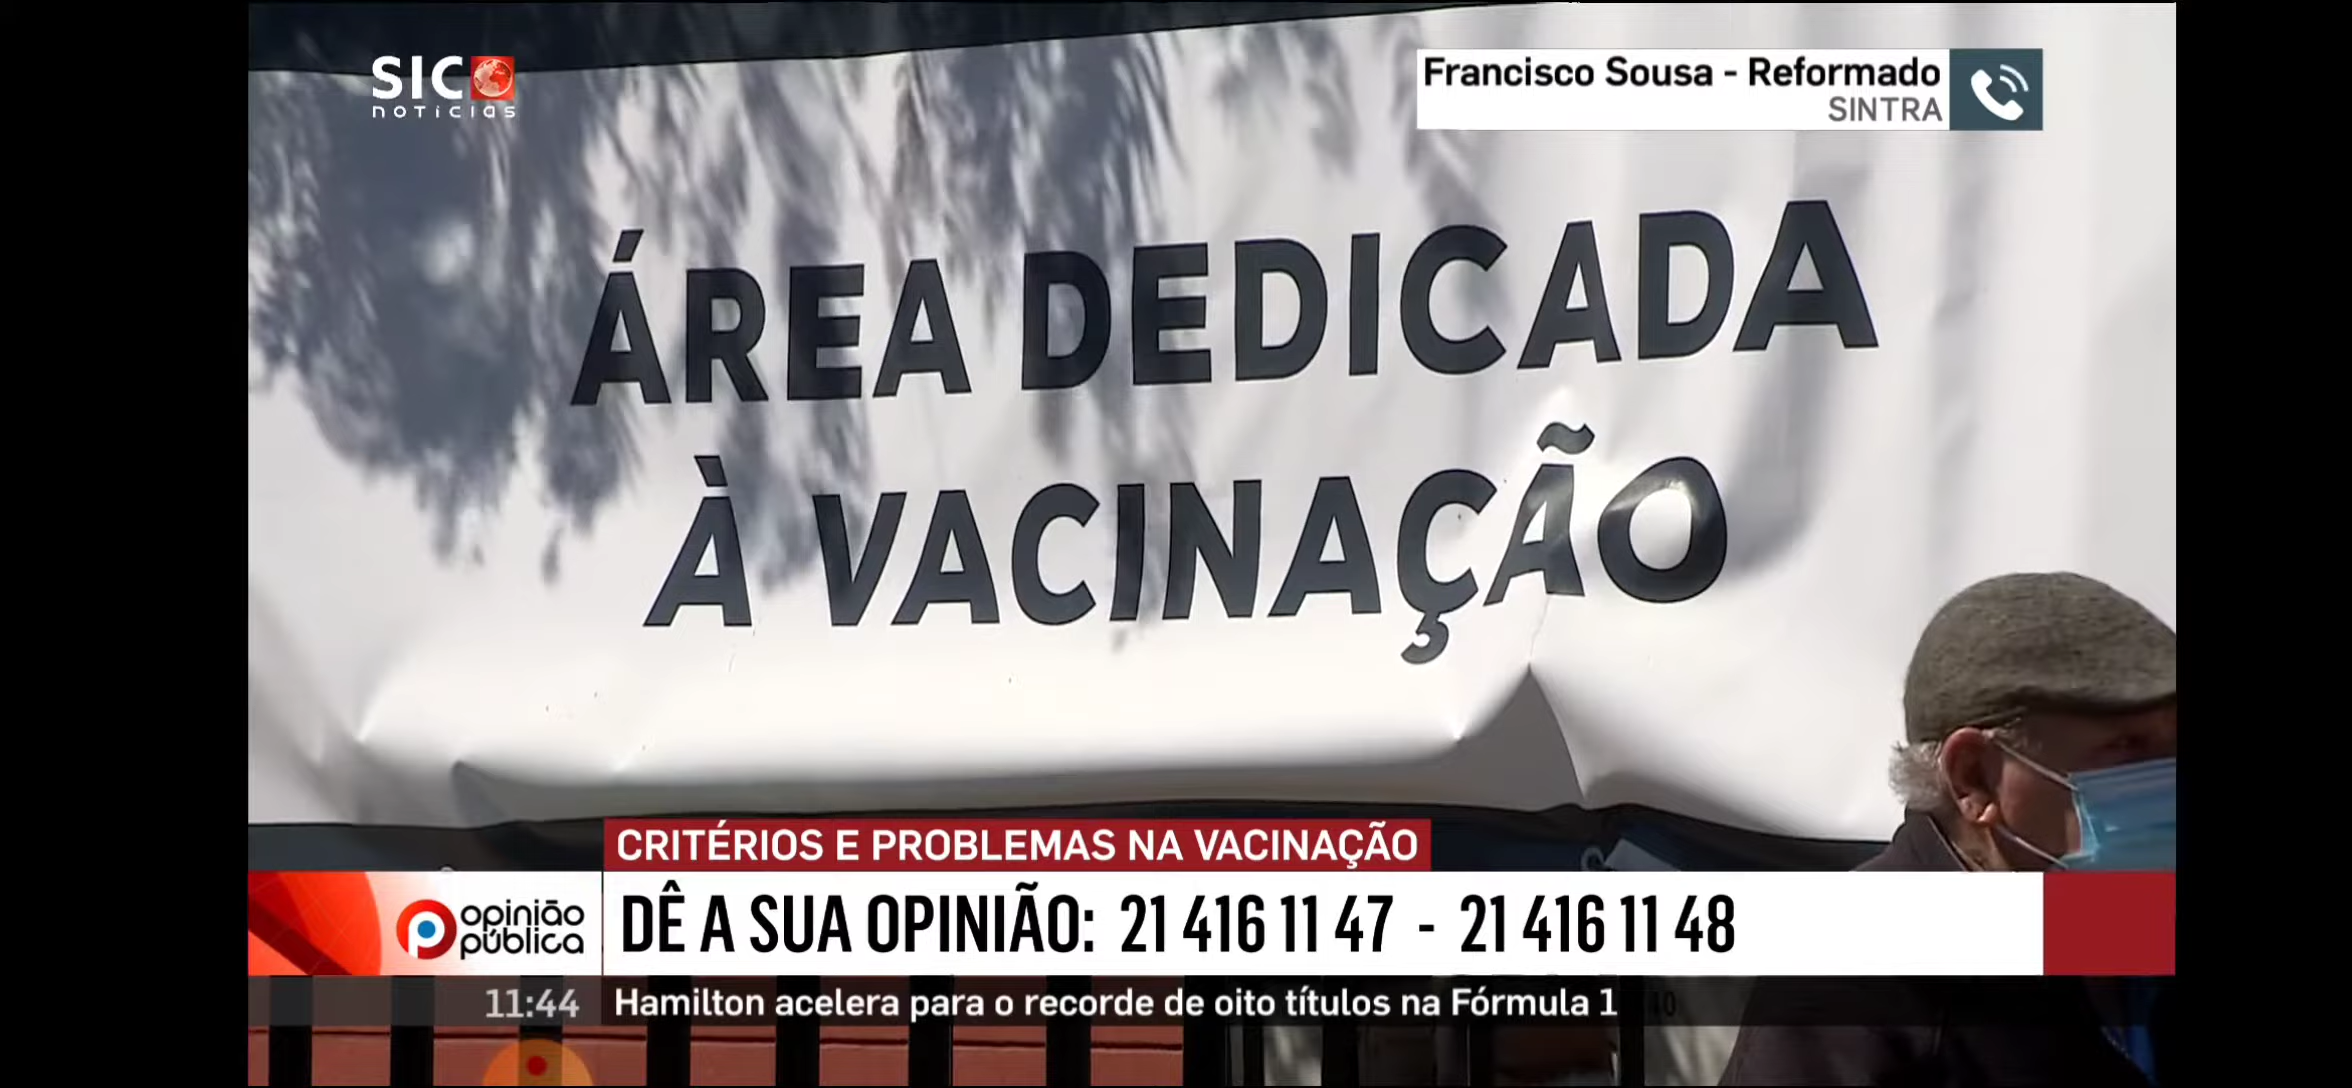 SIC
notícias
Francisco Sousa - Reformado
SINTRA
ÁREA DEDICADA
À VACINAÇÃO
CRITÉRIOS E PROBLEMAS NA VACINAÇÃO
opinião
pública
DÊ A SUA OPINIÃO: 21 416 11 47 - 21 416 11 48
11:44 Hamilton acelera para o recorde de oito títulos na Fórmula 1